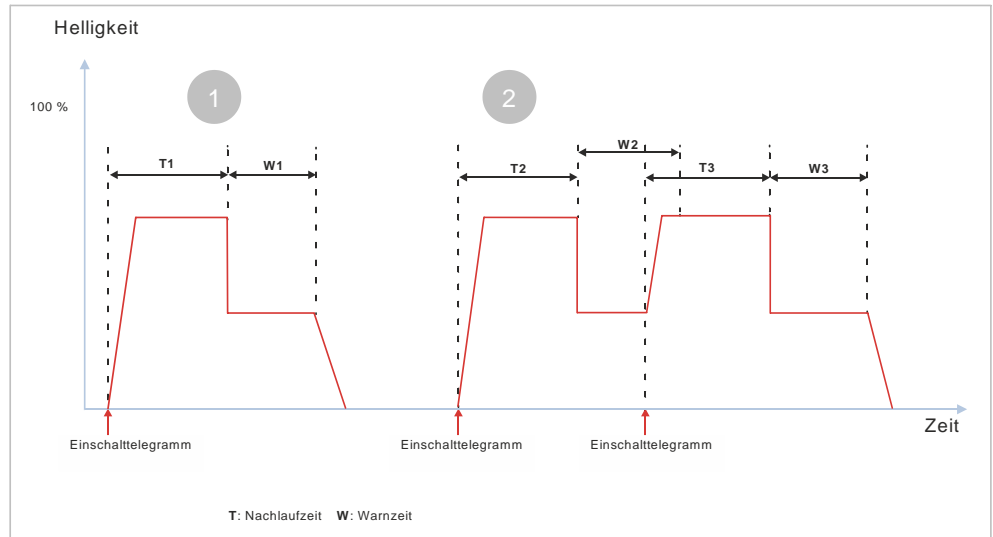 Helligkeit
100 %
1
2
T1
W1
T2
W2
T3
W3
Zeit
Einschalttelegramm
Einschalttelegramm
Einschalttelegramm
T: Nachlaufzeit W: Warnzeit